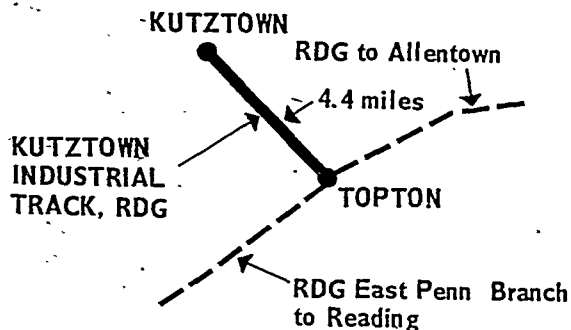 KUTZTOWN
RDG to Allentown
4.4 miles
KUTZTOWN
INDUSTRIAL
TRACK, RDG
TOPTON
RDG East Penn Branch
to Reading